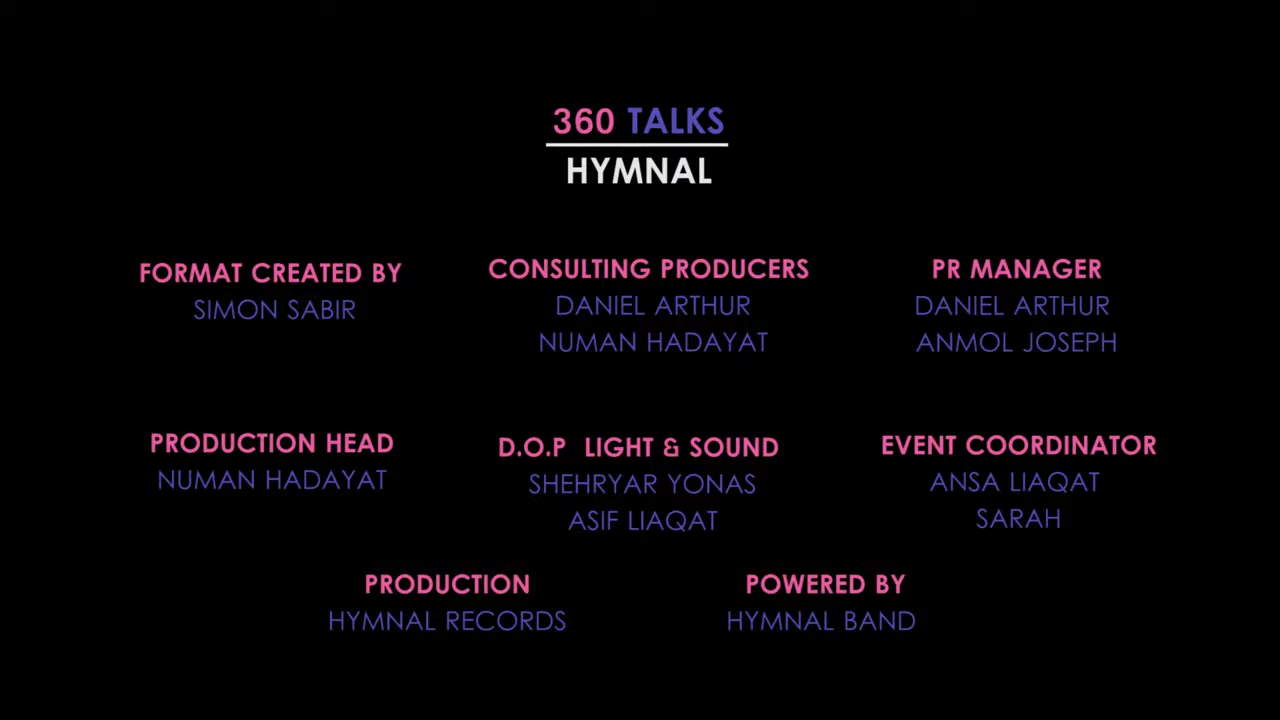 360 TALKS
HYMNAL
FORMAT CREATED BY
SIMON SABIR
CONSULTING PRODUCERS
DANIEL ARTHUR
NUMAN HADAYAT
PR MANAGER
DANIEL ARTHUR
ANMOL JOSEPH
PRODUCTION HEAD
NUMAN HADAYAT
D.O.P  LIGHT & SOUND
SHEHRYAR YONAS
ASIF LIAQAT
EVENT COORDINATOR
ANSA LIAQAT
SARAH
PRODUCTION
HYMNAL RECORDS
POWERED BY
HYMNAL BAND